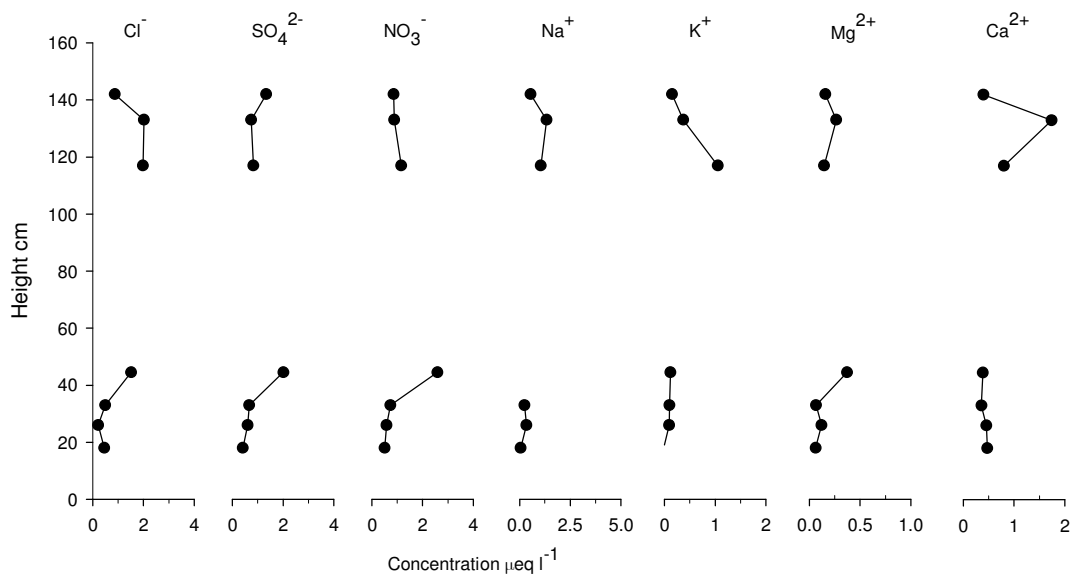 Cl⁻ SO₄²⁻ NO₃⁻ Na⁺ K⁺ Mg²⁺ Ca²⁺
160
140
120
100
80
60
40
20
0
Height cm
0 2 4 0 2 4 0 2 4 0.0 2.5 5.0 0 1 2 0.0 0.5 1.0 0 1 2
Concentration μeq l⁻¹